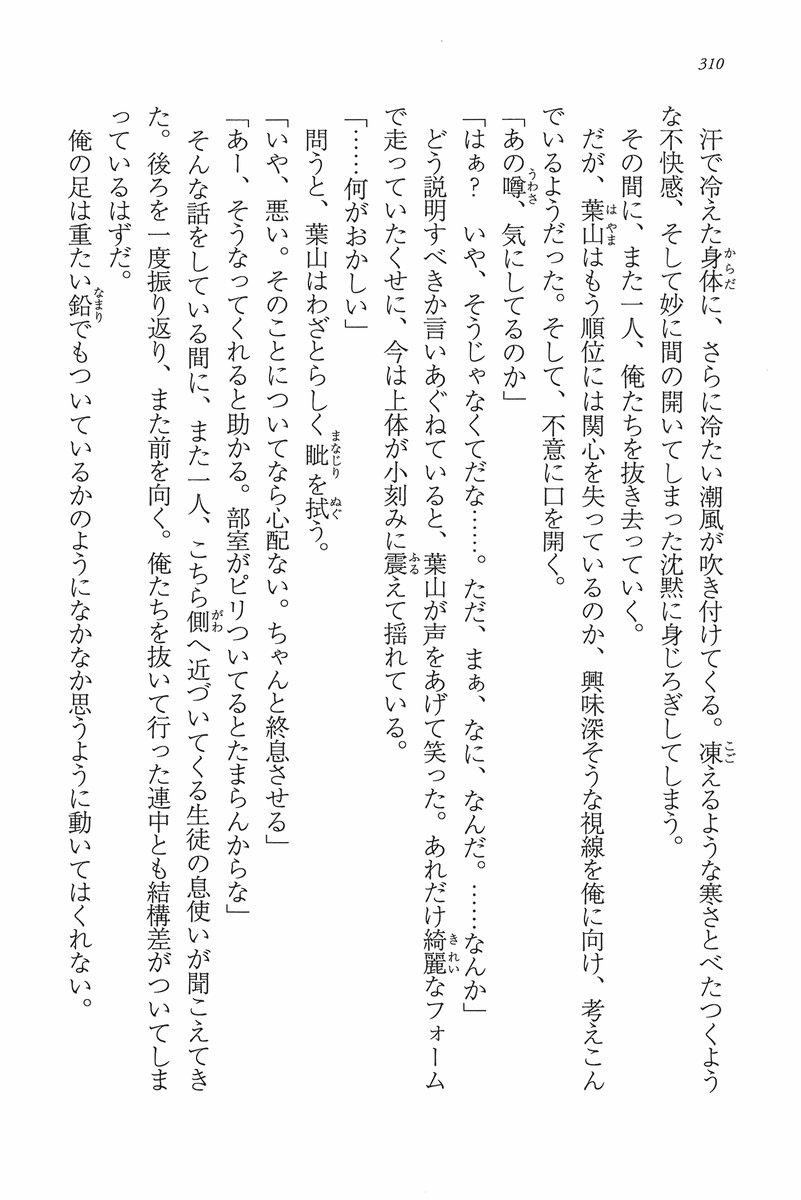 310
汗で冷えた身体に、さらに冷たい潮風が吹き付けてくる。凍えるような寒さとべたつくよう
な不快感、そして妙に間の開いてしまった沈黙に身じろぎしてしまう。
その間に、また一人、俺たちを抜き去っていく。
だが、葉山はもう順位には関心を失っているのか、興味深そうな視線を俺に向け、考えこん
でいるようだった。そして、不意に口を開く。
「あの噂、気にしてるのか」
「はぁ？　いや、そうじゃなくてだな……。ただ、まぁ、なに、なんだ。……なんか」
どう説明すべきか言いあぐねていると、葉山が声をあげて笑った。あれだけ綺麗なフォーム
で走っていたくせに、今は上体が小刻みに震えて揺れている。
「……何がおかしい」
問うと、葉山はわざとらしく眦を拭う。
「いや、悪い。そのことについてなら心配ない。ちゃんと終息させる」
「あー、そうなってくれると助かる。部室がピリついてるとたまらんからな」
そんな話をしている間に、また一人、こちら側へ近づいてくる生徒の息使いが聞こえてき
た。後ろを一度振り返り、また前を向く。俺たちを抜いて行った連中とも結構差がついてしま
っているはずだ。
俺の足は重たい鉛でもついているかのようになかなか思うように動いてはくれない。